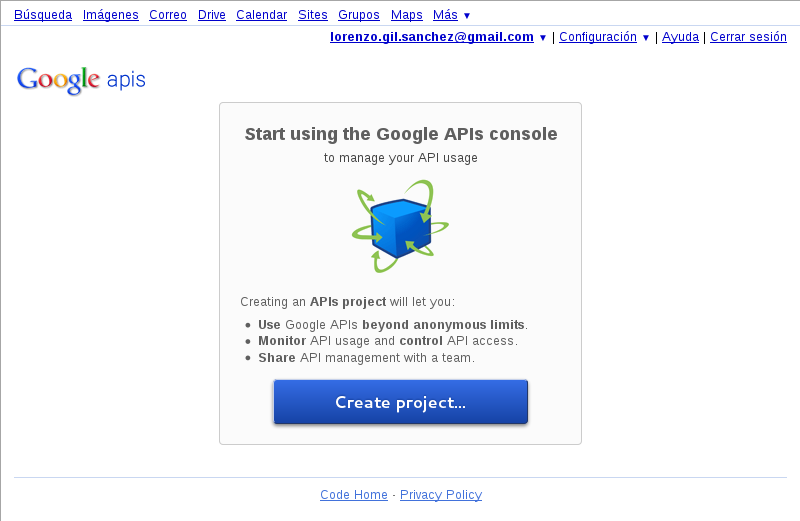 Búsqueda Imágenes Correo Drive Calendar Sites Grupos Maps Más ▼
lorenzo.gil.sanchez@gmail.com ▼ | Configuración ▼ | Ayuda | Cerrar sesión
Google apis
Start using the Google APIs console
to manage your API usage
Creating an APIs project will let you:
• Use Google APIs beyond anonymous limits.
• Monitor API usage and control API access.
• Share API management with a team.
Create project...
Code Home - Privacy Policy